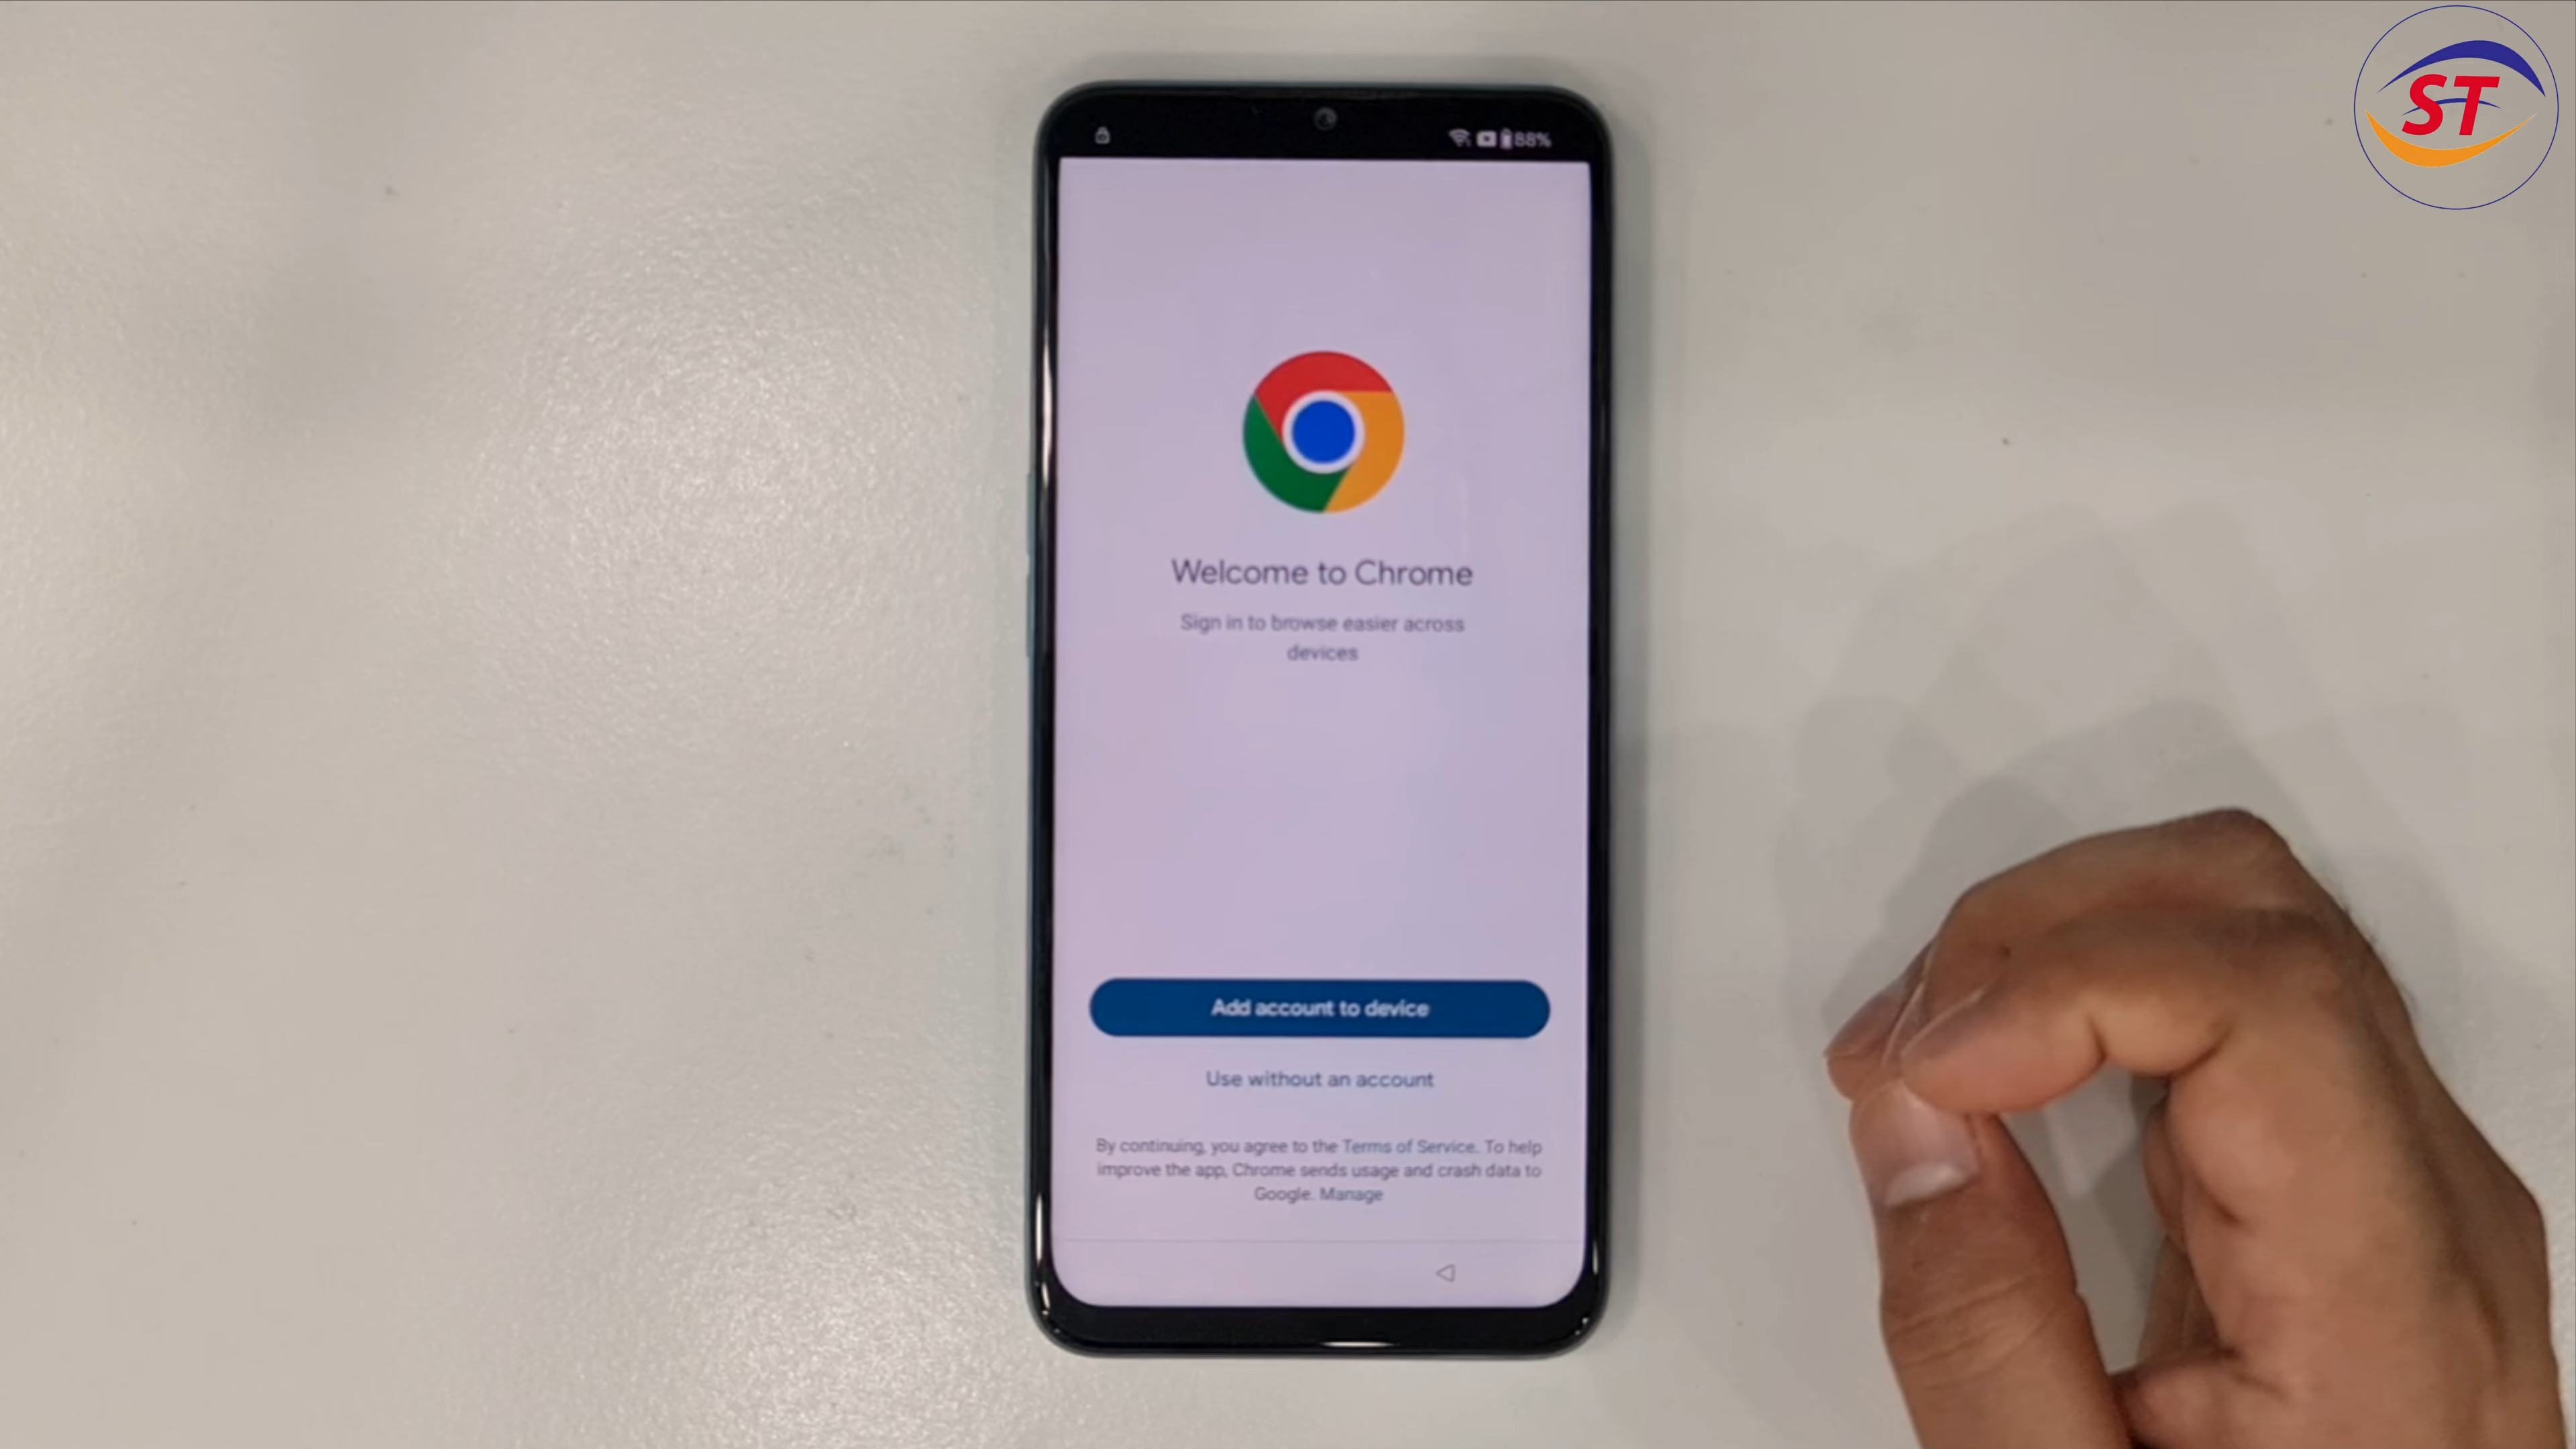 ST
88%
Welcome to Chrome
Sign in to browse easier across
devices
Add account to device
Use without an account
By continuing, you agree to the Terms of Service. To help
improve the app, Chrome sends usage and crash data to
Google. Manage